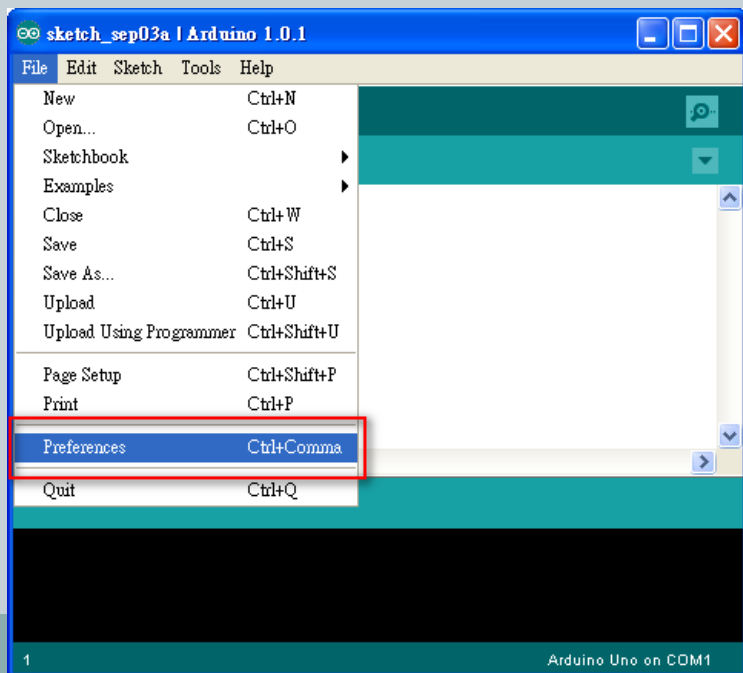 sketch_sep03a | Arduino 1.0.1
File Edit Sketch Tools Help
New Ctrl+N
Open... Ctrl+O
Sketchbook
Examples
Close Ctrl+W
Save Ctrl+S
Save As... Ctrl+Shift+S
Upload Ctrl+U
Upload Using Programmer Ctrl+Shift+U
Page Setup Ctrl+Shift+P
Print Ctrl+P
Preferences Ctrl+Comma
Quit Ctrl+Q
1 Arduino Uno on COM1